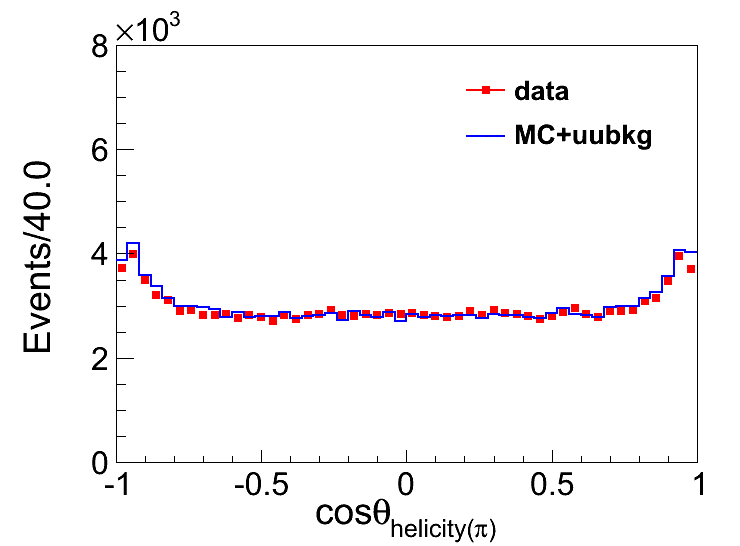 ×10³
8
6
4
2
0
Events/40.0
data
MC+uubkg
-1
-0.5
0
0.5
1
cosθhelicity(π)